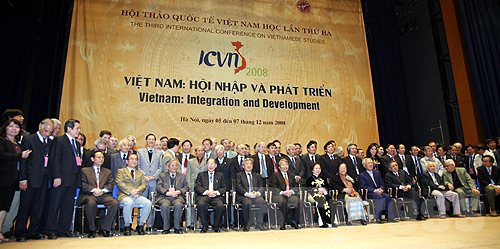 HỘI THẢO QUỐC TẾ VIỆT NAM HỌC LẦN THỨ BA
THE THIRD INTERNATIONAL CONFERENCE ON VIETNAMESE STUDIES
ICVN
2008
VIỆT NAM: HỘI NHẬP VÀ PHÁT TRIỂN
Vietnam: Integration and Development
Hà Nội, ngày 05 đến 07 tháng 12 năm 2008